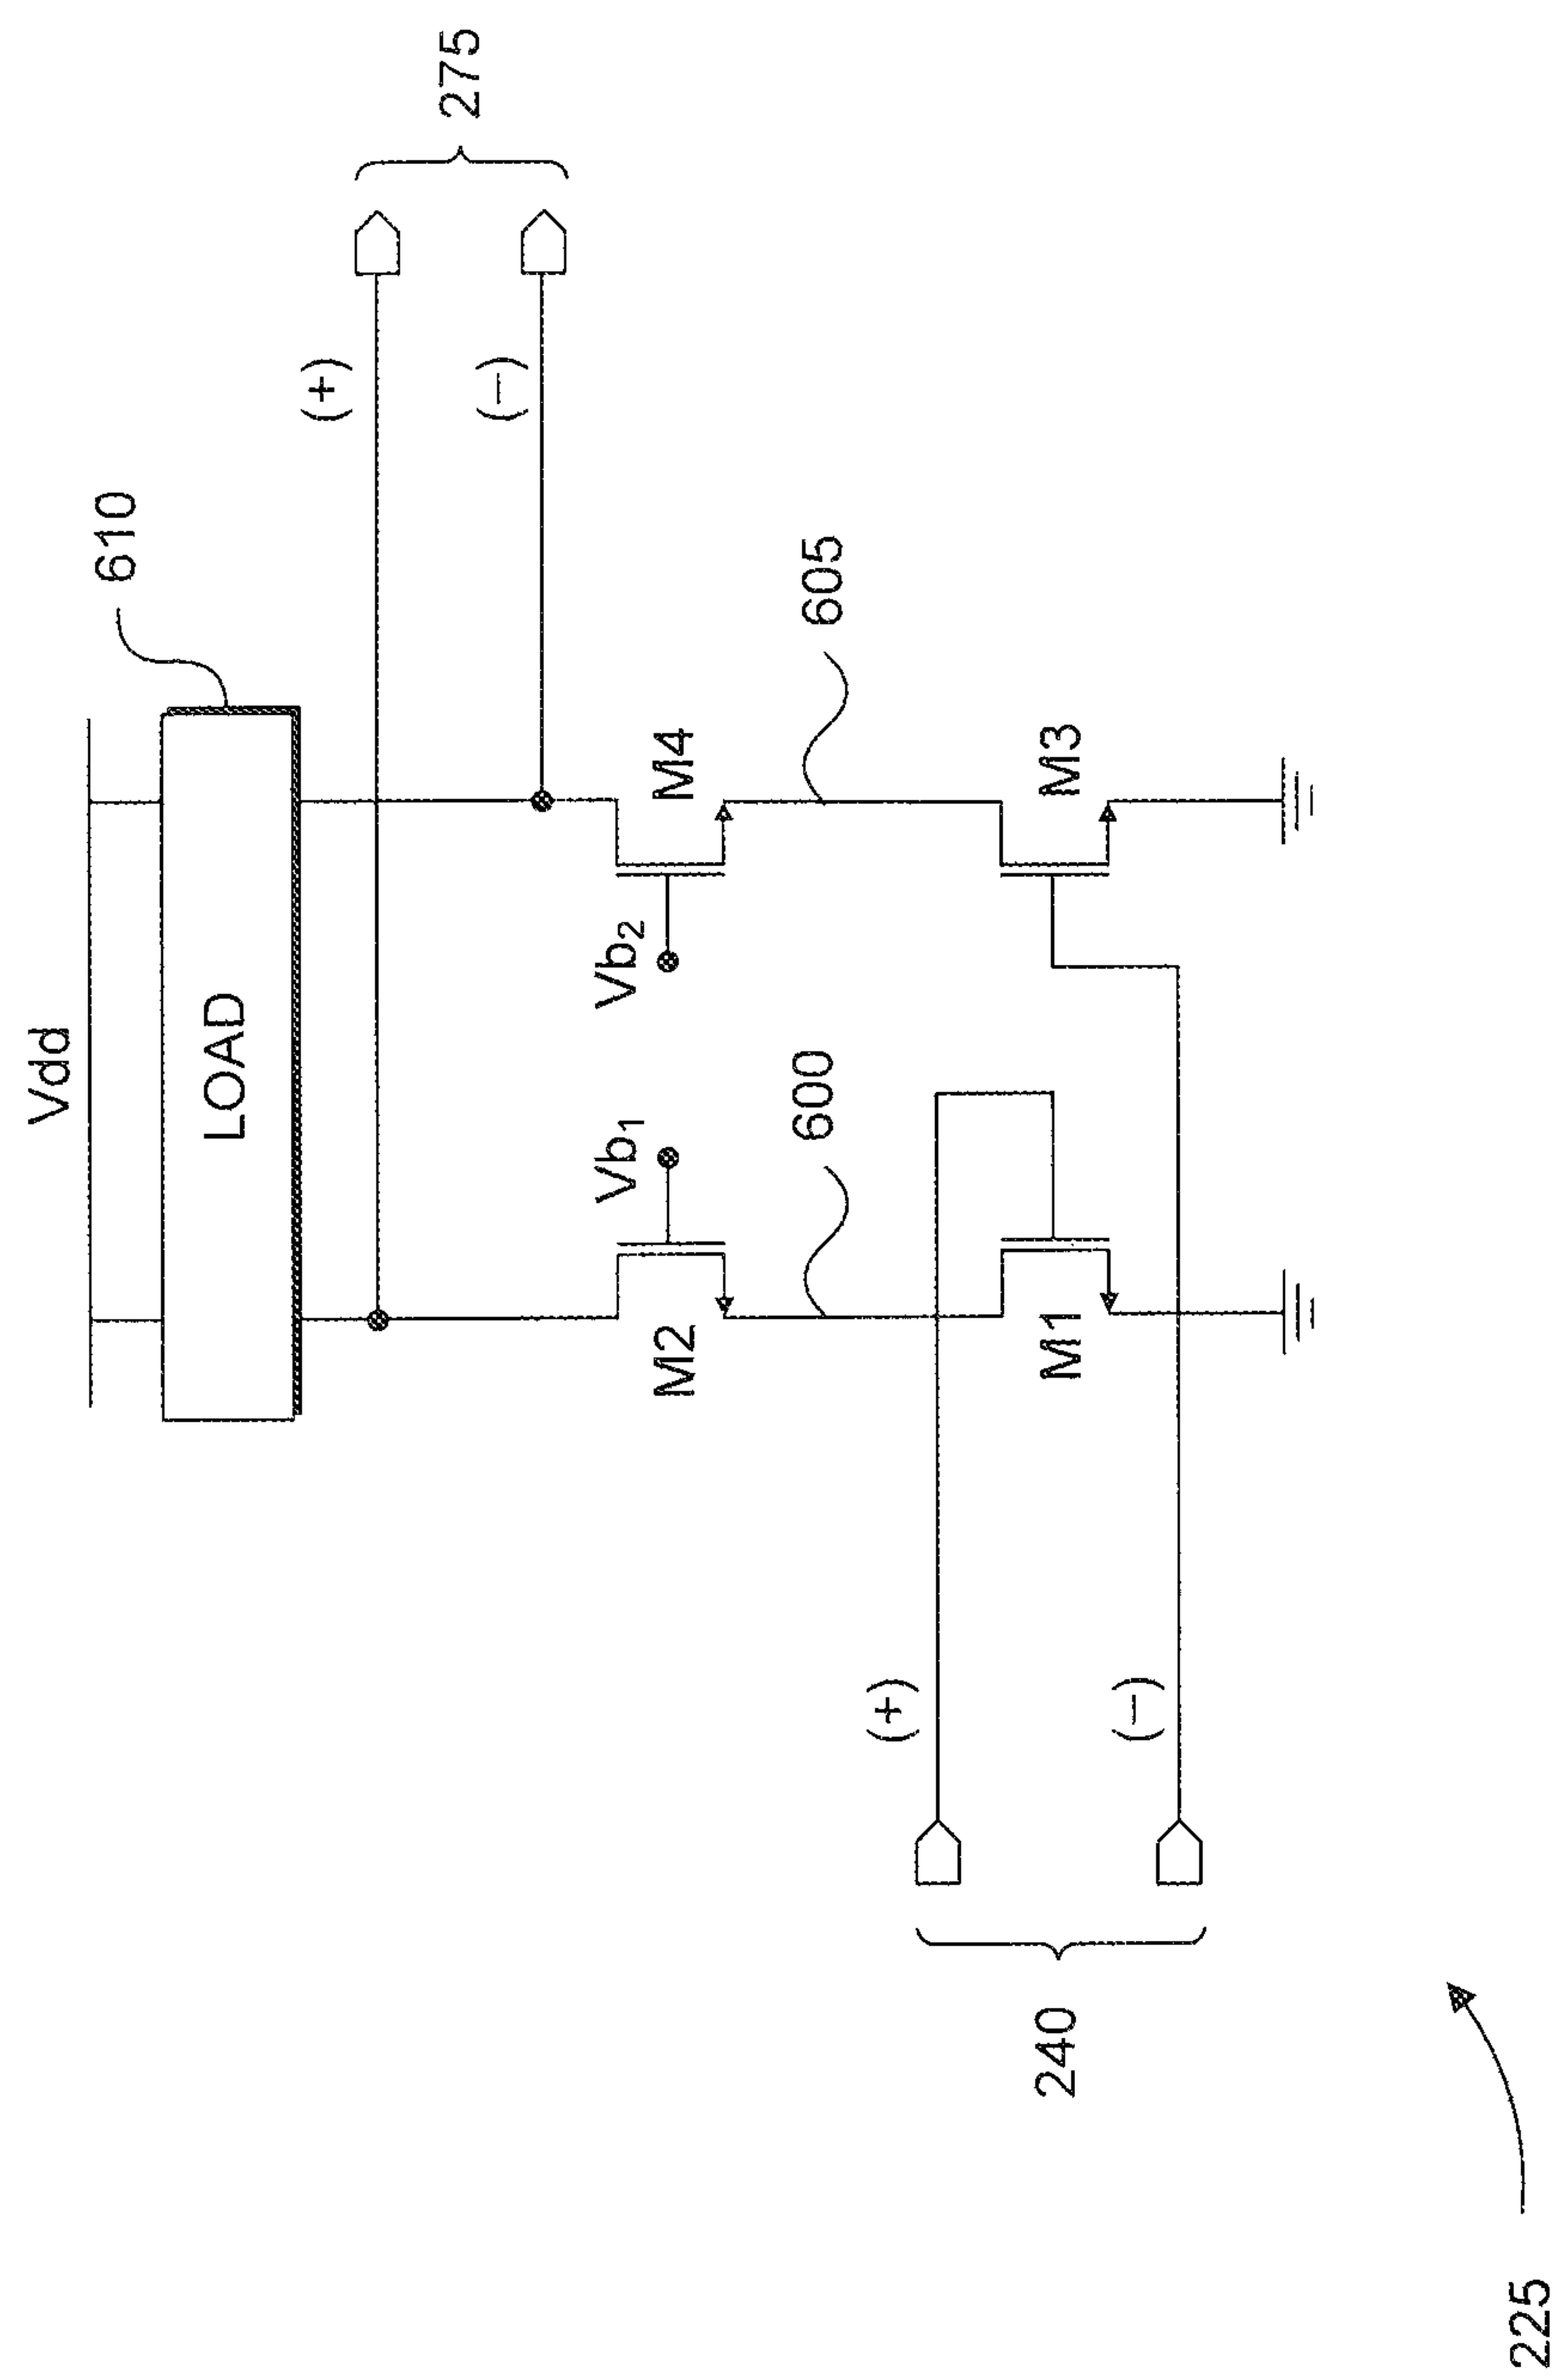 Vdd
LOAD
610
(+)
(−)
275
Vb₁
Vb₂
M2
M4
600
605
(+)
(−)
240
M1
M3
225